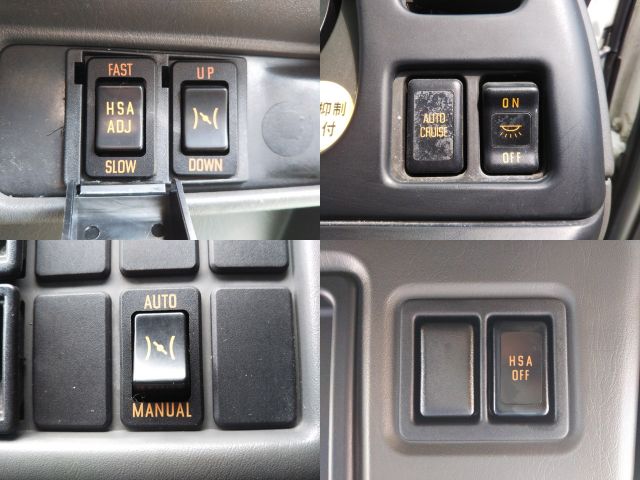 FAST
HSA
ADJ
SLOW
UP
DOWN
抑制
付
AUTO
CRUISE
ON
OFF
AUTO
MANUAL
HSA
OFF